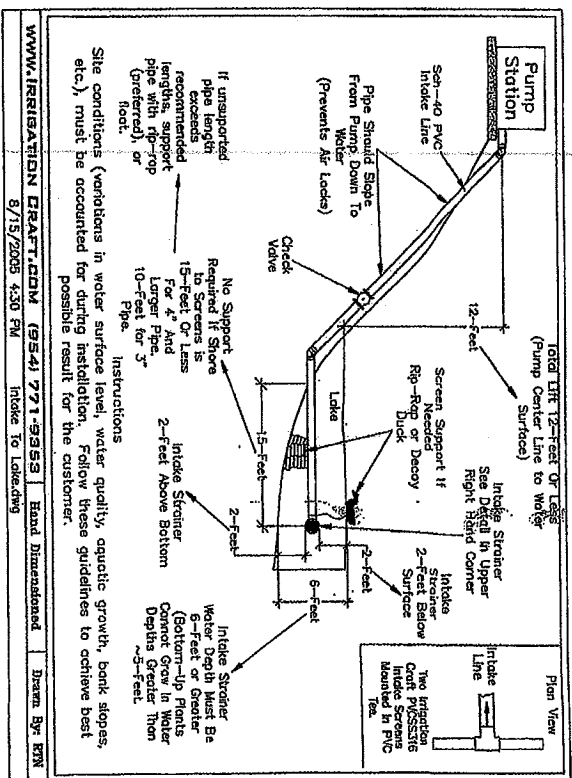 Pump
Station
Sch-40 PVC
Intake Line
Pipe Should Slope
From Pump Down To
Water
(Prevents Air Locks)
Check
Valve
Total Lift 12-Feet Or Less
(Pump Center Line to Water
Surface)
12-Feet
Screen Support If
Needed
Rip-Rap or Decoy
Duck
Intake Strainer
See Detail In Upper
Right Hand Corner
Intake
Strainer
2-Feet Below
Surface
Plan View
Intake
Line
Two Irrigation
Craft PVCSS316
Intake Screens
Mounted In PVC
Tee.
Lake
2-Feet
6-Feet
15-Feet
2-Feet
If unsuported
pipe length
exceeds
recommended
lengths, support
pipe with rip-rap
(preferred), or
float.
No Support
Required If Shore
to Screens is
15-Feet Or Less
For 4" And
Larger Pipe.
10-Feet for 3"
Pipe.
Intake Strainer
2-Feet Above Bottom
Intake Strainer
Water Depth Must Be
6-Feet or Greater
(Bottom-Up Plants
Cannot Grow In Water
Depths Greater Than
~5-Feet.
Instructions
Site conditions (variations in water surface level, water quality, aquatic growth, bank slopes,
etc.), must be accounted for during installation. Follow these guidelines to achieve best
possible result for the customer.
WWW.IRRIGATION CRAFT.COM (954) 771-9353
Hand Dimensioned
Drawn By: RTN
8/15/2005 4:30 PM
Intake To Lake.dwg